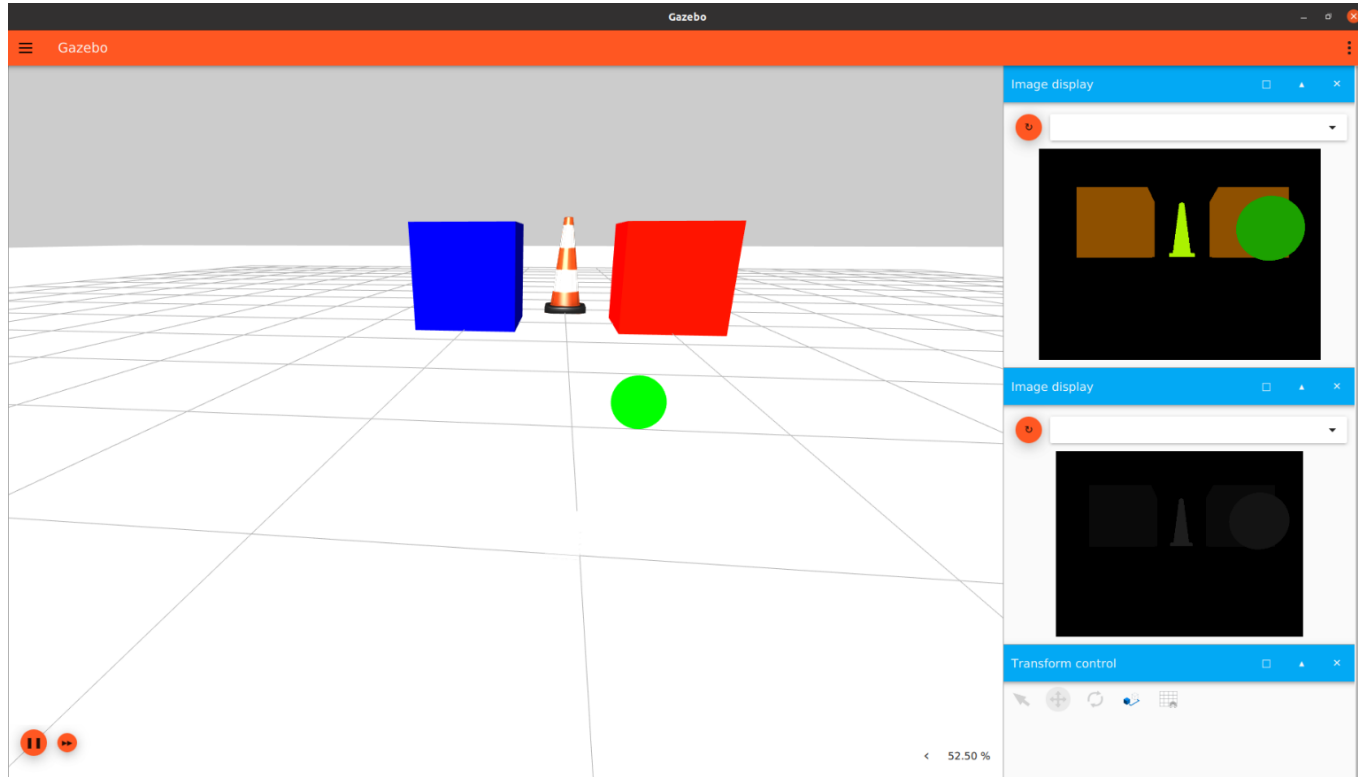 Gazebo
Gazebo
Image display
Image display
Transform control
52.50 %